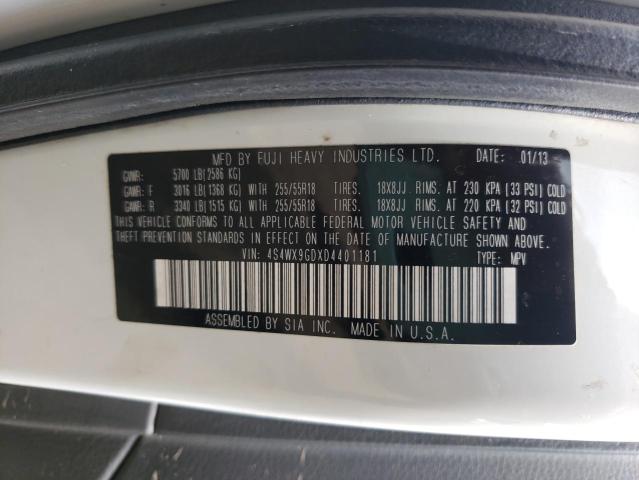 MFD BY FUJI HEAVY INDUSTRIES LTD. DATE: 01/13
GVWR: 5700 LB(2586 KG)
GAWR: F 3016 LB(1368 KG) WITH 255/55R18 TIRES. 18X8JJ RIMS. AT 230 KPA (33 PSI) COLD
GAWR: R 3340 LB(1515 KG) WITH 255/55R18 TIRES. 18X8JJ RIMS. AT 220 KPA (32 PSI) COLD
THIS VEHICLE CONFORMS TO ALL APPLICABLE FEDERAL MOTOR VEHICLE SAFETY AND
THEFT PREVENTION STANDARDS IN EFFECT ON THE DATE OF MANUFACTURE SHOWN ABOVE.
VIN: 4S4WX9GDXD4401181 TYPE: MPV
ASSEMBLED BY SIA INC. MADE IN U.S.A.